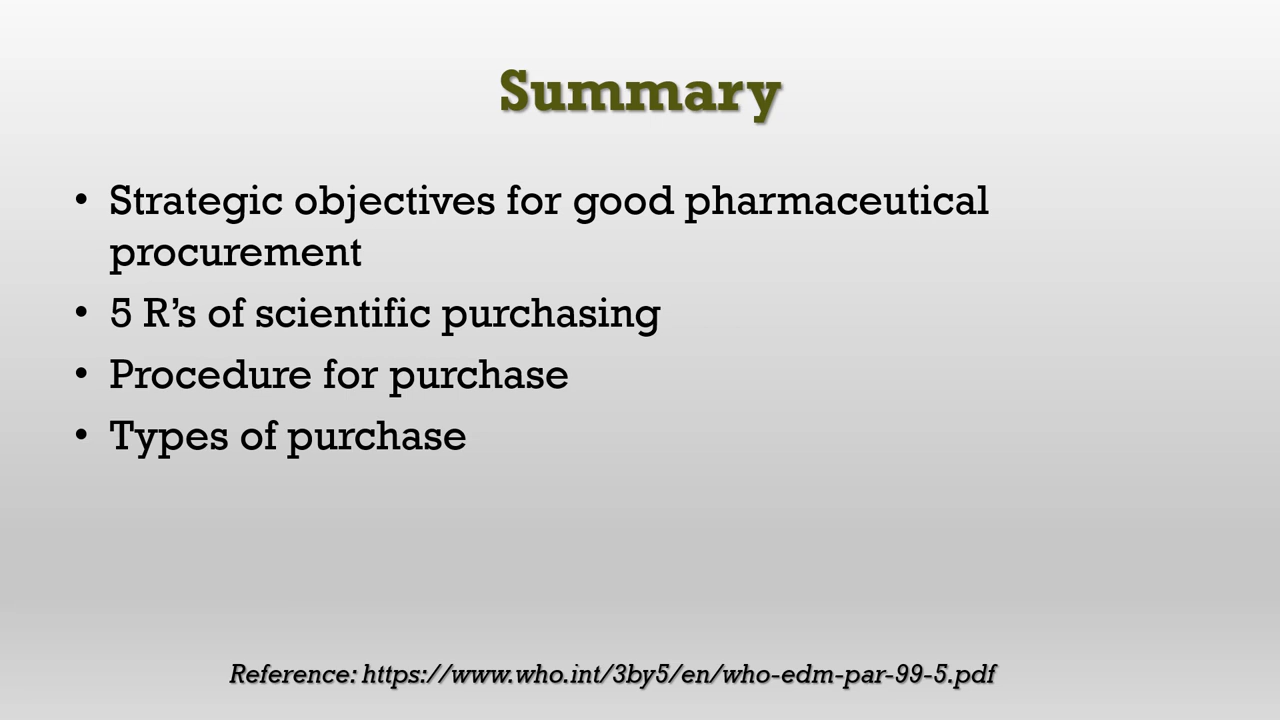 Summary
• Strategic objectives for good pharmaceutical
procurement
• 5 R’s of scientific purchasing
• Procedure for purchase
• Types of purchase
Reference: https://www.who.int/3by5/en/who-edm-par-99-5.pdf